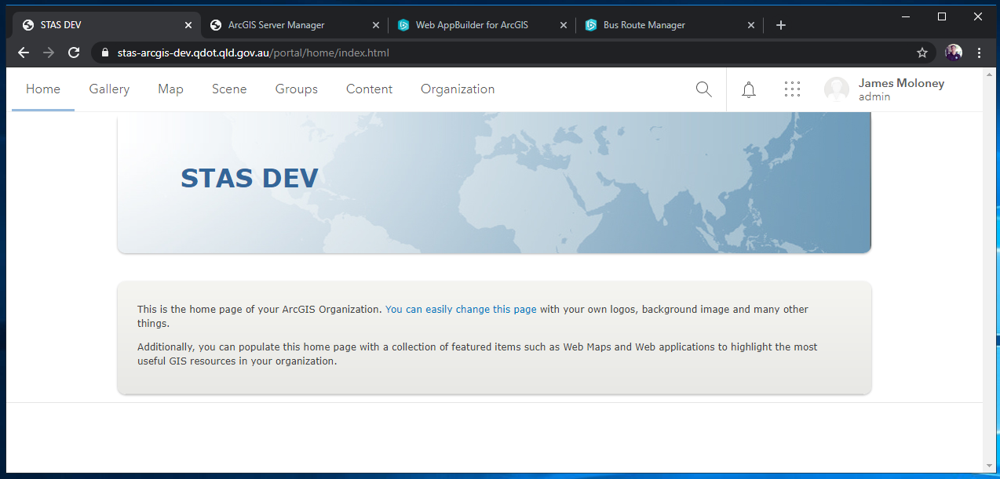 STAS DEV
ArcGIS Server Manager
Web AppBuilder for ArcGIS
Bus Route Manager
stas-arcgis-dev.qdot.qld.gov.au/portal/home/index.html
Home Gallery Map Scene Groups Content Organization
James Moloney
admin
STAS DEV
This is the home page of your ArcGIS Organization. You can easily change this page with your own logos, background image and many other
things.
Additionally, you can populate this home page with a collection of featured items such as Web Maps and Web applications to highlight the most
useful GIS resources in your organization.